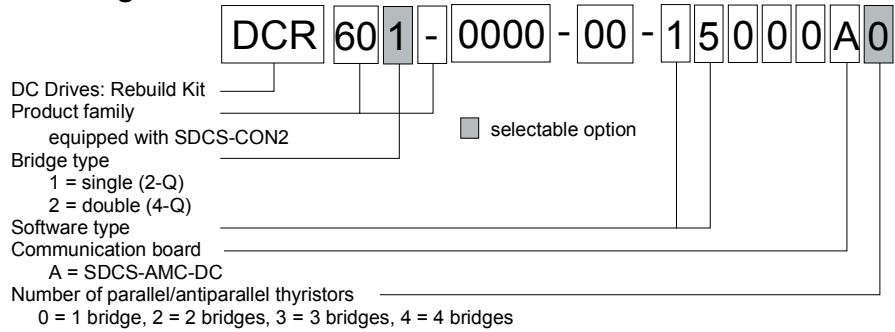 DCR 60 1 - 0000 - 00 - 1 5 0 0 0 A 0
DC Drives: Rebuild Kit
Product family
equipped with SDCS-CON2
selectable option
Bridge type
1 = single (2-Q)
2 = double (4-Q)
Software type
Communication board
A = SDCS-AMC-DC
Number of parallel/antiparallel thyristors
0 = 1 bridge, 2 = 2 bridges, 3 = 3 bridges, 4 = 4 bridges